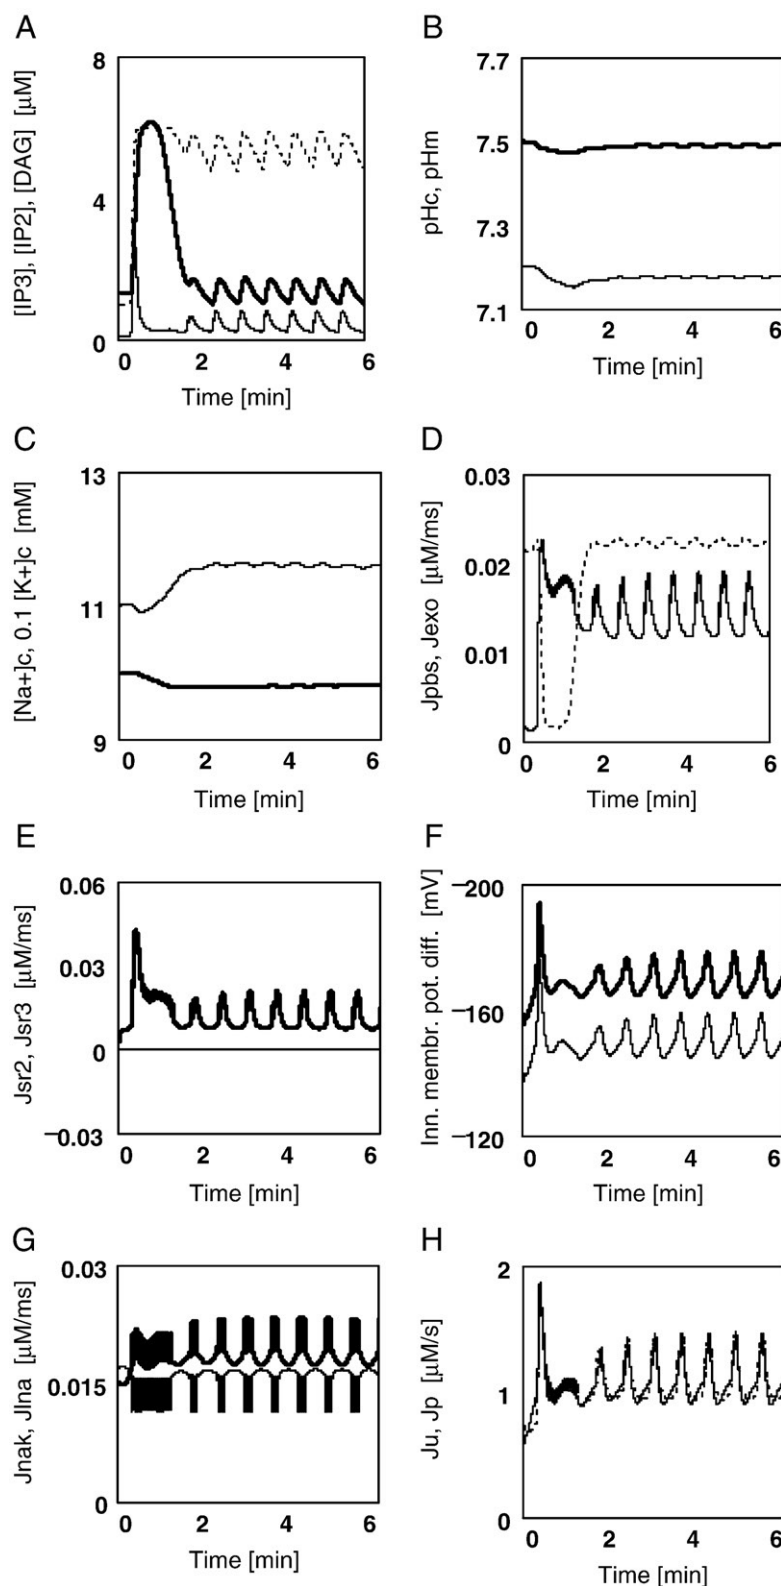 A
[IP3], [IP2], [DAG] [µM]
8
4
0
0 2 4 6
Time [min]
B
pHc, pHm
7.7
7.5
7.3
7.1
0 2 4 6
Time [min]
C
[Na+]c, 0.1 [K+]c [mM]
13
11
9
0 2 4 6
Time [min]
D
Jpbs, Jexo [µM/ms]
0.03
0.02
0.01
0
0 2 4 6
Time [min]
E
Jsr2, Jsr3 [µM/ms]
0.06
0.03
0
−0.03
0 2 4 6
Time [min]
F
Inn. membr. pot. diff. [mV]
−200
−160
−120
0 2 4 6
Time [min]
G
Jnak, Jlna [µM/ms]
0.03
0.015
0
0 2 4 6
Time [min]
H
Ju, Jp [µM/s]
2
1
0
0 2 4 6
Time [min]